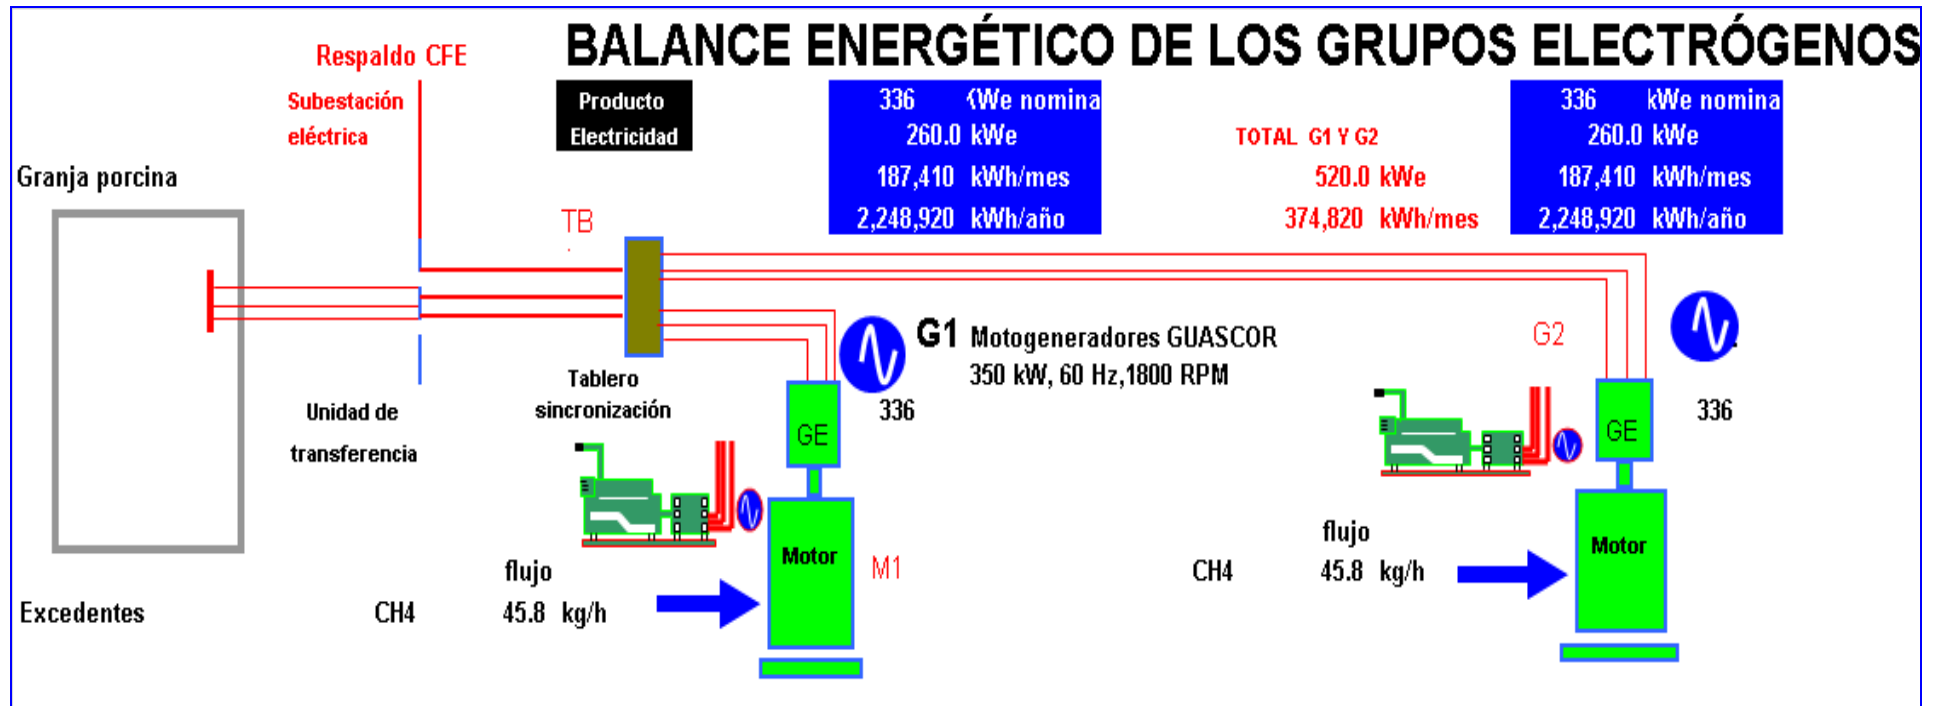 BALANCE ENERGÉTICO DE LOS GRUPOS ELECTRÓGENOS
Respaldo CFE
Subestación
eléctrica
Producto
Electricidad
336 kWe nomina
260.0 kWe
187,410 kWh/mes
2,248,920 kWh/año
TOTAL G1 Y G2
520.0 kWe
374,820 kWh/mes
336 kWe nomina
260.0 kWe
187,410 kWh/mes
2,248,920 kWh/año
Granja porcina
TB
G1 Motogeneradores GUASCOR
350 kW, 60 Hz,1800 RPM
G2
Tablero
sincronización
Unidad de
transferencia
336
336
GE
GE
Motor
M1
Motor
flujo
CH4 45.8 kg/h
flujo
CH4 45.8 kg/h
Excedentes